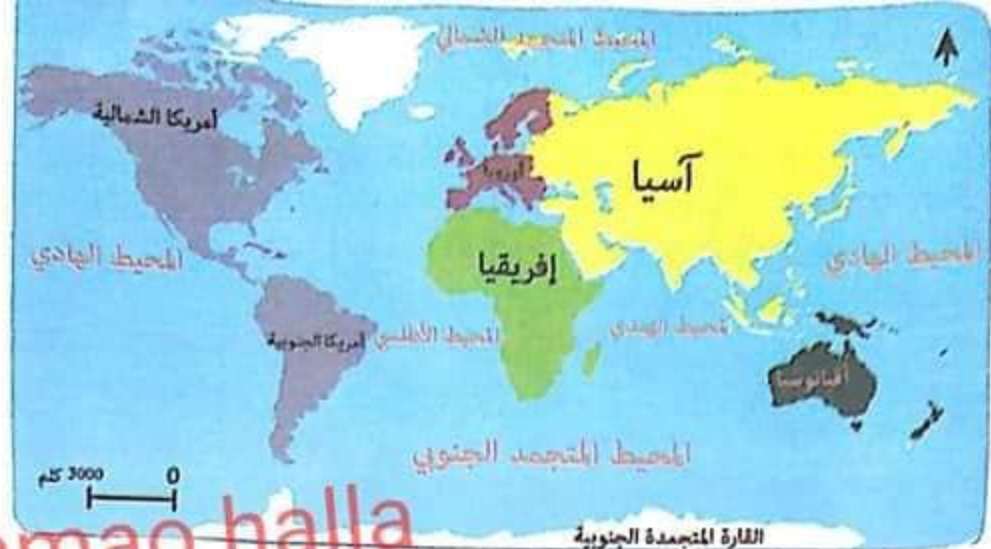 المحيط المتجمد الشمالي
أمريكا الشمالية
أوروبا
آسيا
المحيط الهادي
إفريقيا
المحيط الهادي
أمريكا الجنوبية
المحيط الأطلسي
المحيط الهندي
أقيانوسيا
المحيط المتجمد الجنوبي
3000 كلم
0
القارة المتجمدة الجنوبية
halla